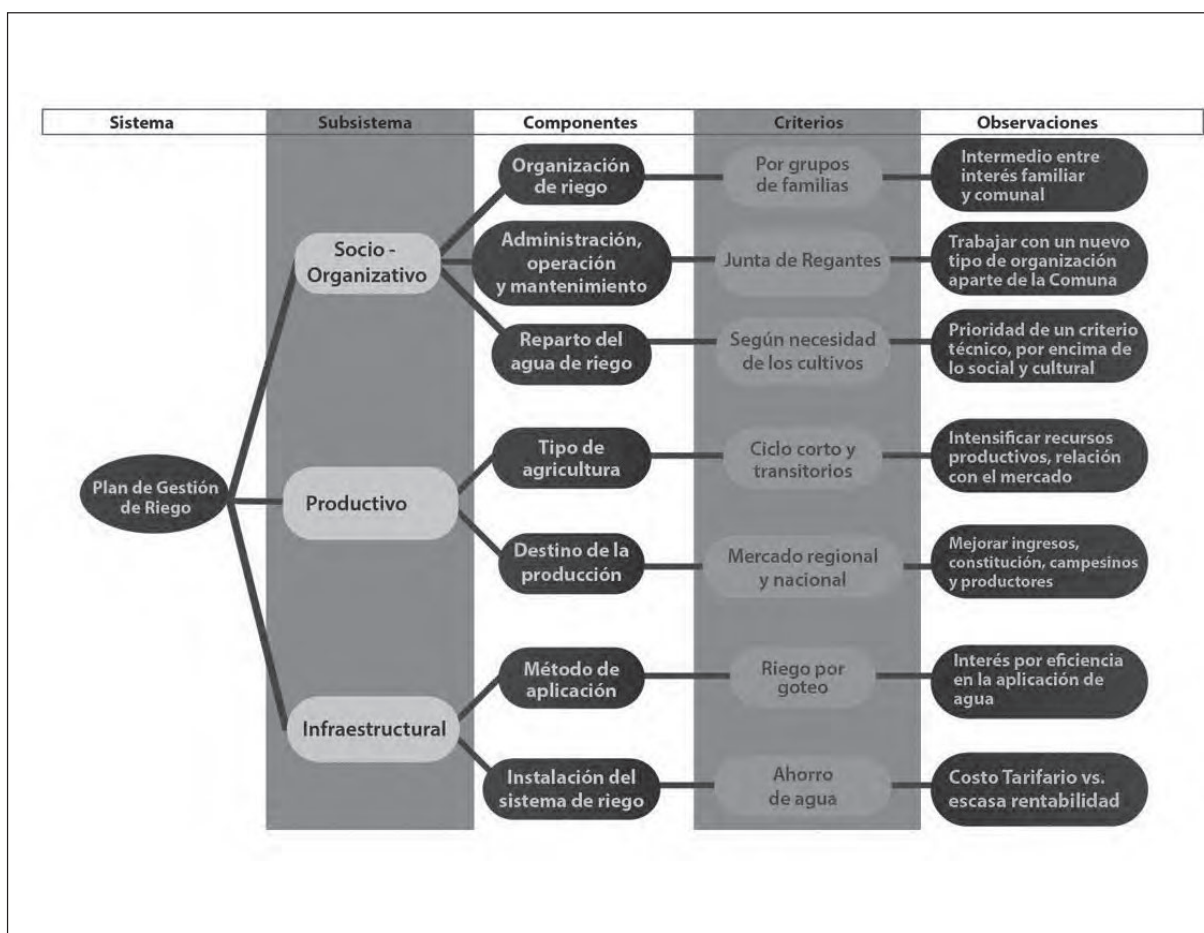 Sistema
Subsistema
Componentes
Criterios
Observaciones
Plan de Gestión
de Riego
Socio -
Organizativo
Organización
de riego
Por grupos
de familias
Intermedio entre
interés familiar
y comunal
Administración,
operación
y mantenimiento
Junta de Regantes
Trabajar con un nuevo
tipo de organización
aparte de la Comuna
Reparto del
agua de riego
Según necesidad
de los cultivos
Prioridad de un criterio
técnico, por encima de
lo social y cultural
Productivo
Tipo de
agricultura
Ciclo corto y
transitorios
Intensificar recursos
productivos, relación
con el mercado
Destino de la
producción
Mercado regional
y nacional
Mejorar ingresos,
constitución, campesinos
y productores
Infraestructural
Método de
aplicación
Riego por
goteo
Interés por eficiencia
en la aplicación de
agua
Instalación del
sistema de riego
Ahorro
de agua
Costo Tarifario vs.
escasa rentabilidad